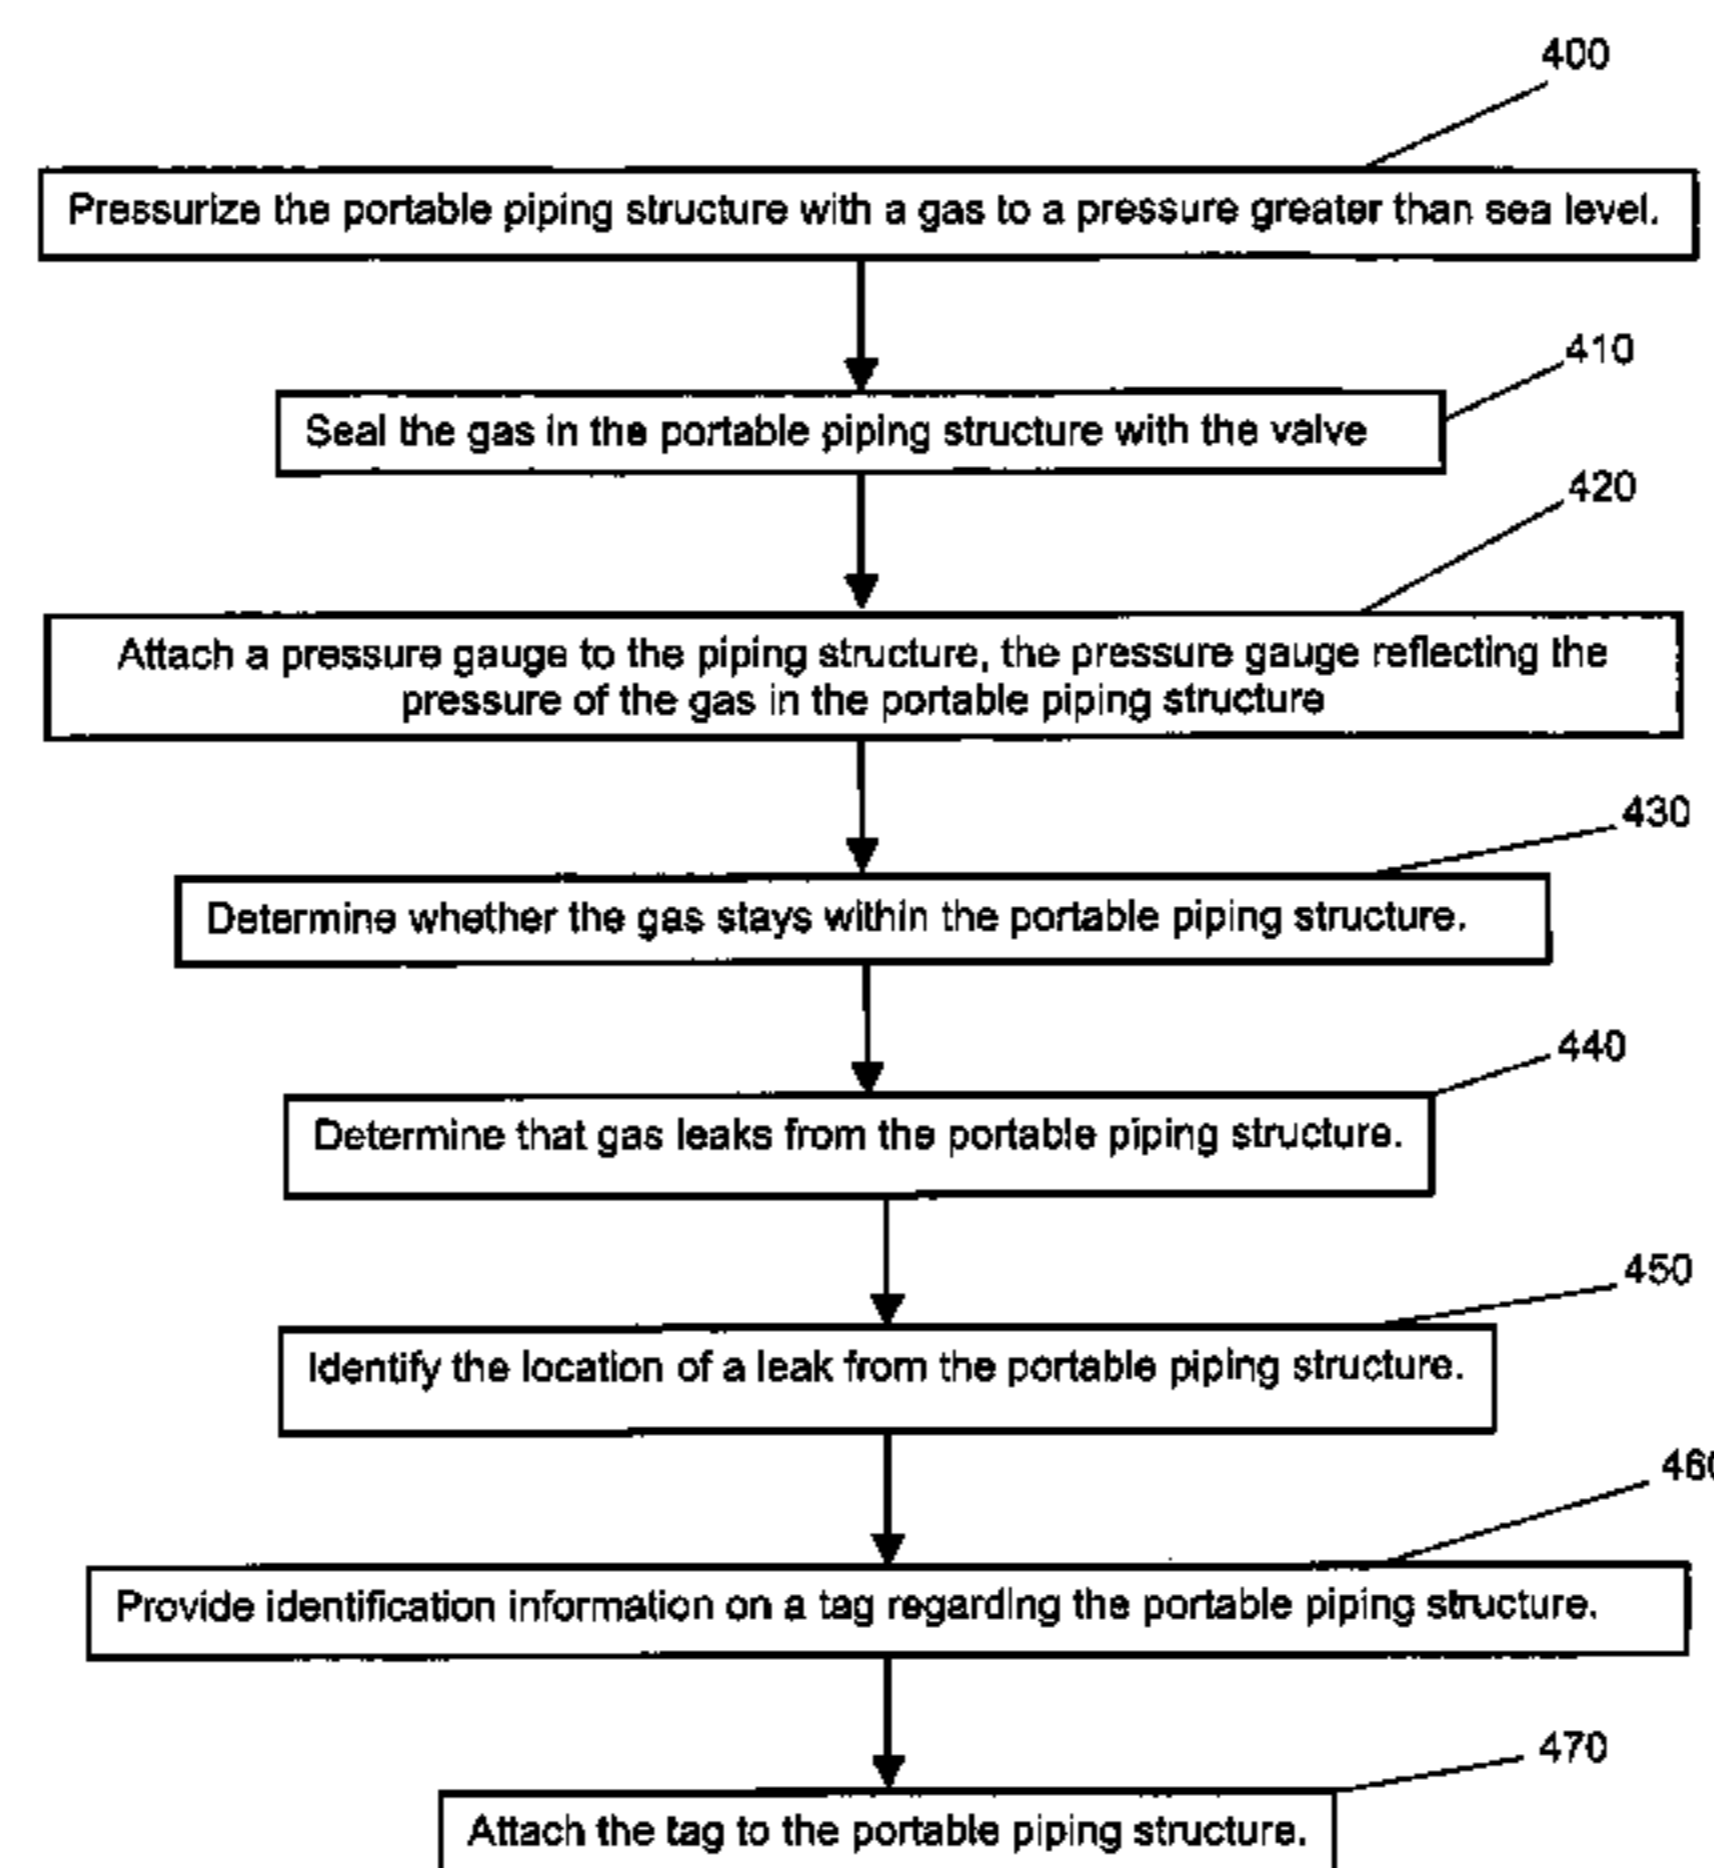 400
Pressurize the portable piping structure with a gas to a pressure greater than sea level.
410
Seal the gas in the portable piping structure with the valve
420
Attach a pressure gauge to the piping structure, the pressure gauge reflecting the
pressure of the gas in the portable piping structure
430
Determine whether the gas stays within the portable piping structure.
440
Determine that gas leaks from the portable piping structure.
450
Identify the location of a leak from the portable piping structure.
460
Provide identification information on a tag regarding the portable piping structure.
470
Attach the tag to the portable piping structure.